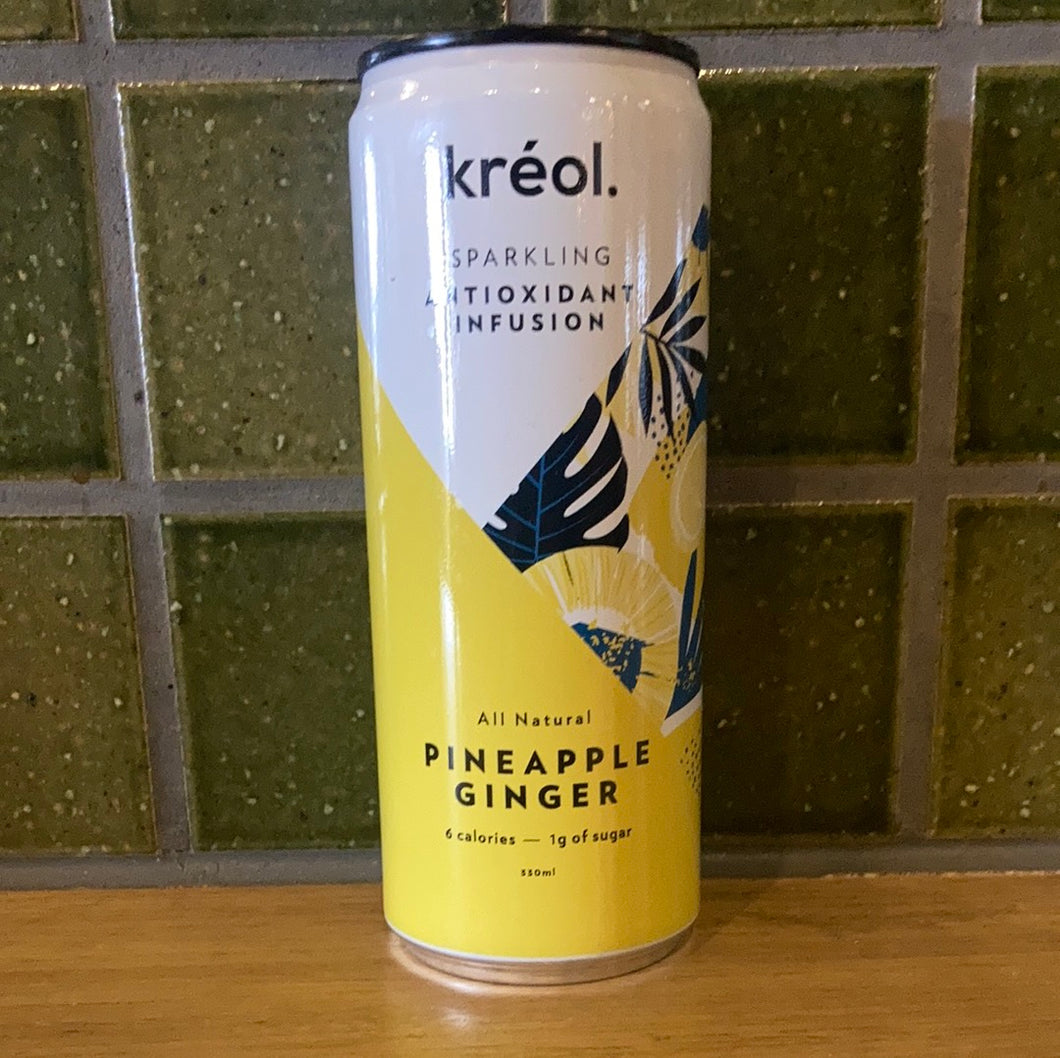 kréol.
SPARKLING
ANTIOXIDANT
INFUSION
All Natural
PINEAPPLE
GINGER
6 calories — 1g of sugar
330ml